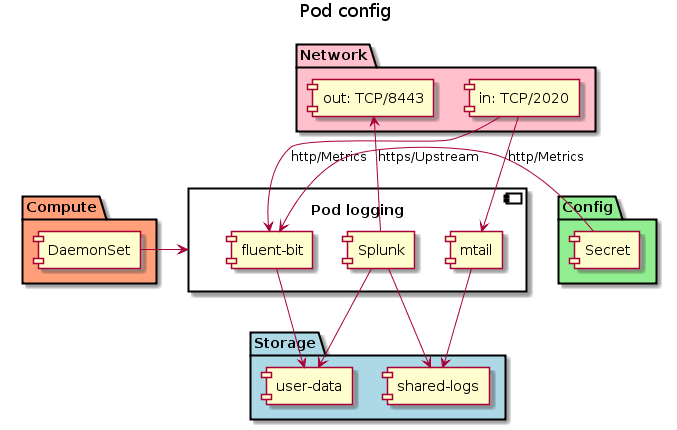 Pod config
Network
out: TCP/8443
in: TCP/2020
http/Metrics
https/Upstream
http/Metrics
Compute
DaemonSet
Pod logging
fluent-bit
Splunk
mtail
Config
Secret
Storage
user-data
shared-logs